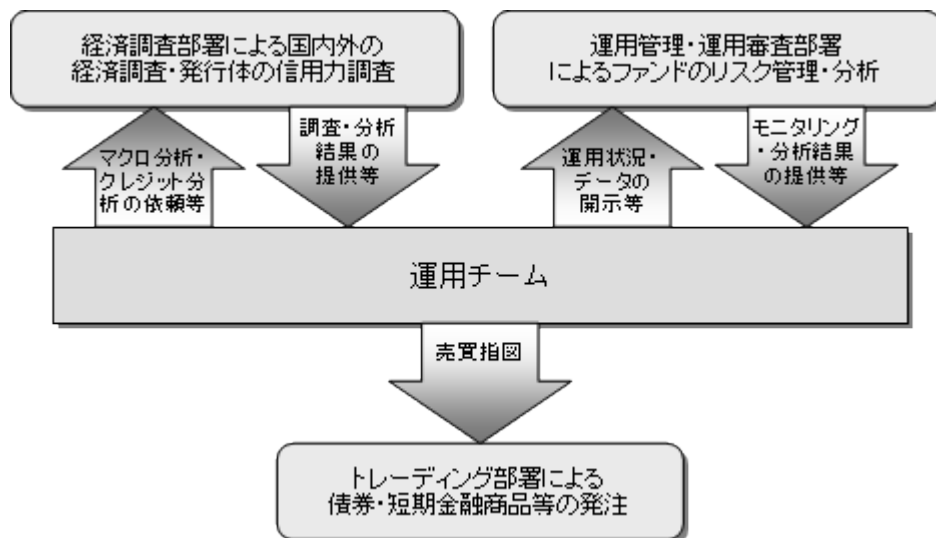 経済調査部署による国内外の
経済調査・発行体の信用力調査
運用管理・運用審査部署
によるファンドのリスク管理・分析
マクロ分析・
クレジット分
析の依頼等
調査・分析
結果の
提供等
運用状況・
データの
開示等
モニタリング
・分析結果
の提供等
運用チーム
売買指図
トレーディング部署による
債券・短期金融商品等の発注